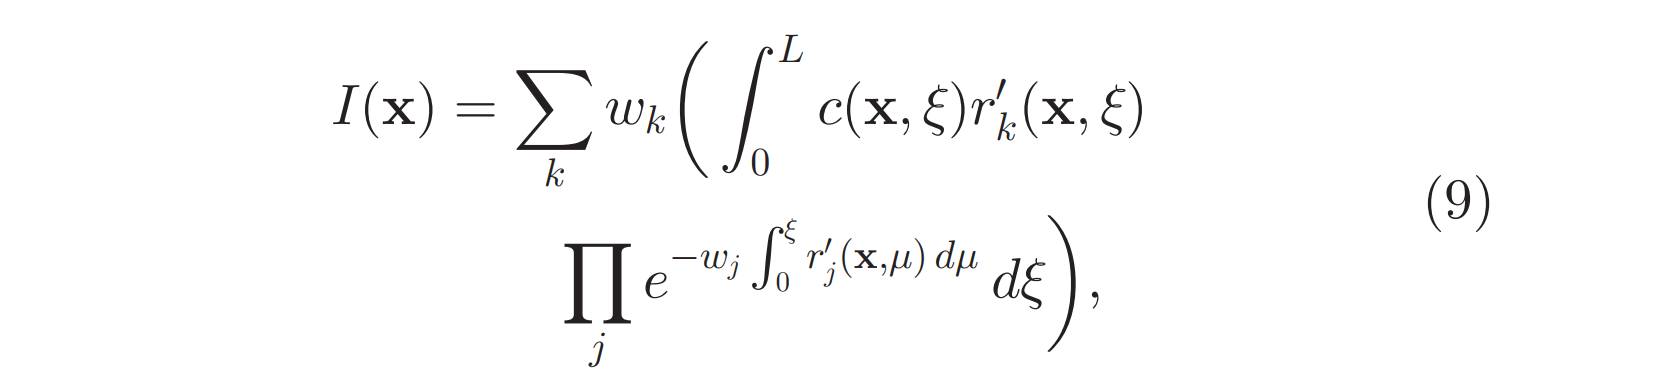 I(𝐱) = ∑_k w_k ( ∫_0^L c(𝐱, ξ) r′_k(𝐱, ξ)
∏_j e^{−w_j ∫_0^ξ r′_j(𝐱,μ) dμ} dξ ),
(9)